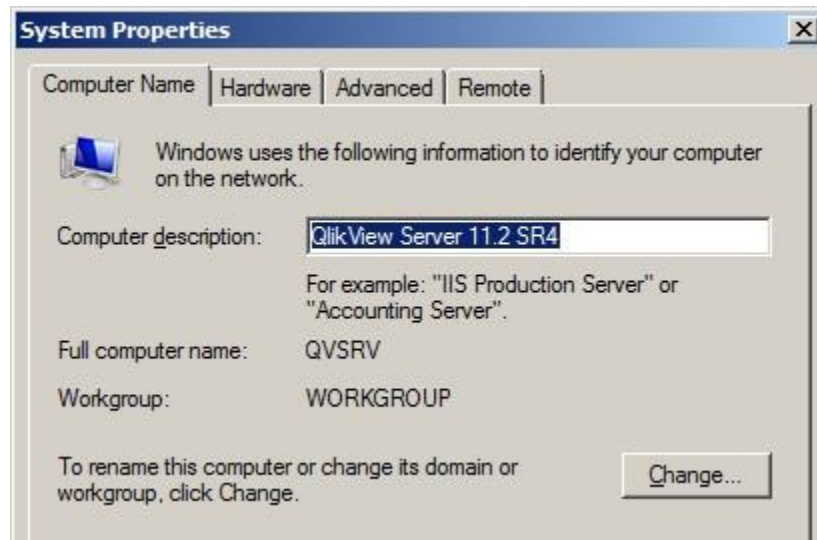 System Properties
Computer Name
Hardware
Advanced
Remote
Windows uses the following information to identify your computer
on the network.
Computer description:
QlikView Server 11.2 SR4
For example: "IIS Production Server" or
"Accounting Server".
Full computer name:
QVSRV
Workgroup:
WORKGROUP
To rename this computer or change its domain or
workgroup, click Change.
Change...